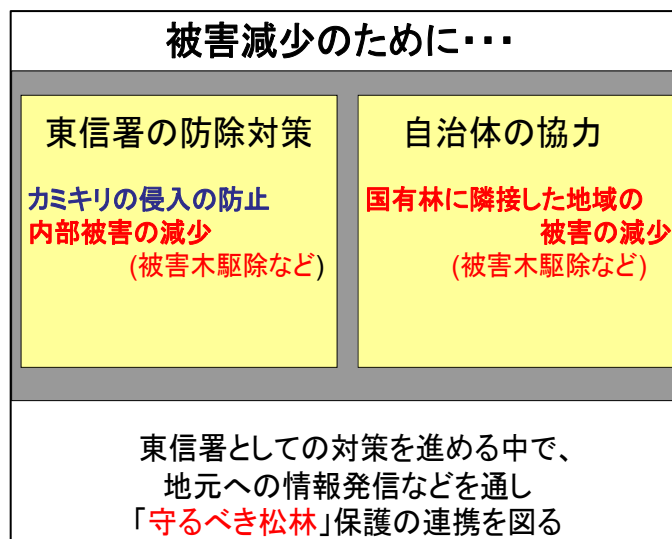 被害減少のために･･･
東信署の防除対策
カミキリの侵入の防止
内部被害の減少
(被害木駆除など)
自治体の協力
国有林に隣接した地域の
被害の減少
(被害木駆除など)
東信署としての対策を進める中で、
地元への情報発信などを通し
「守るべき松林」保護の連携を図る